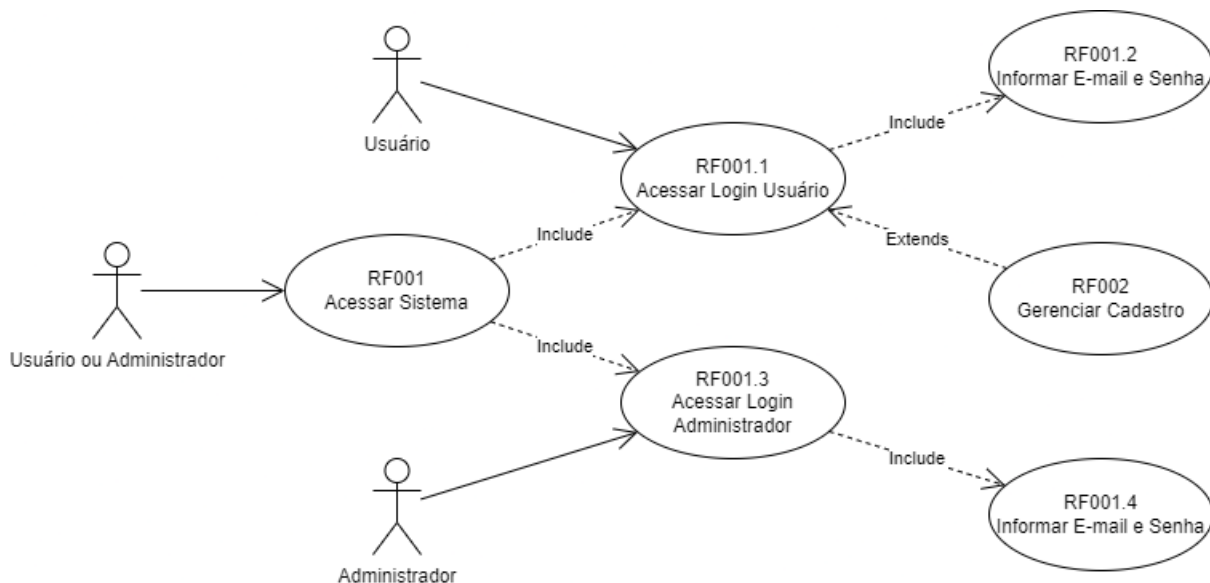 RF001.2
Informar E-mail e Senha
Include
Usuário
RF001.1
Acessar Login Usuário
Include
Extends
RF002
Gerenciar Cadastro
RF001
Acessar Sistema
Usuário ou Administrador
Include
RF001.3
Acessar Login
Administrador
Include
RF001.4
Informar E-mail e Senha
Administrador